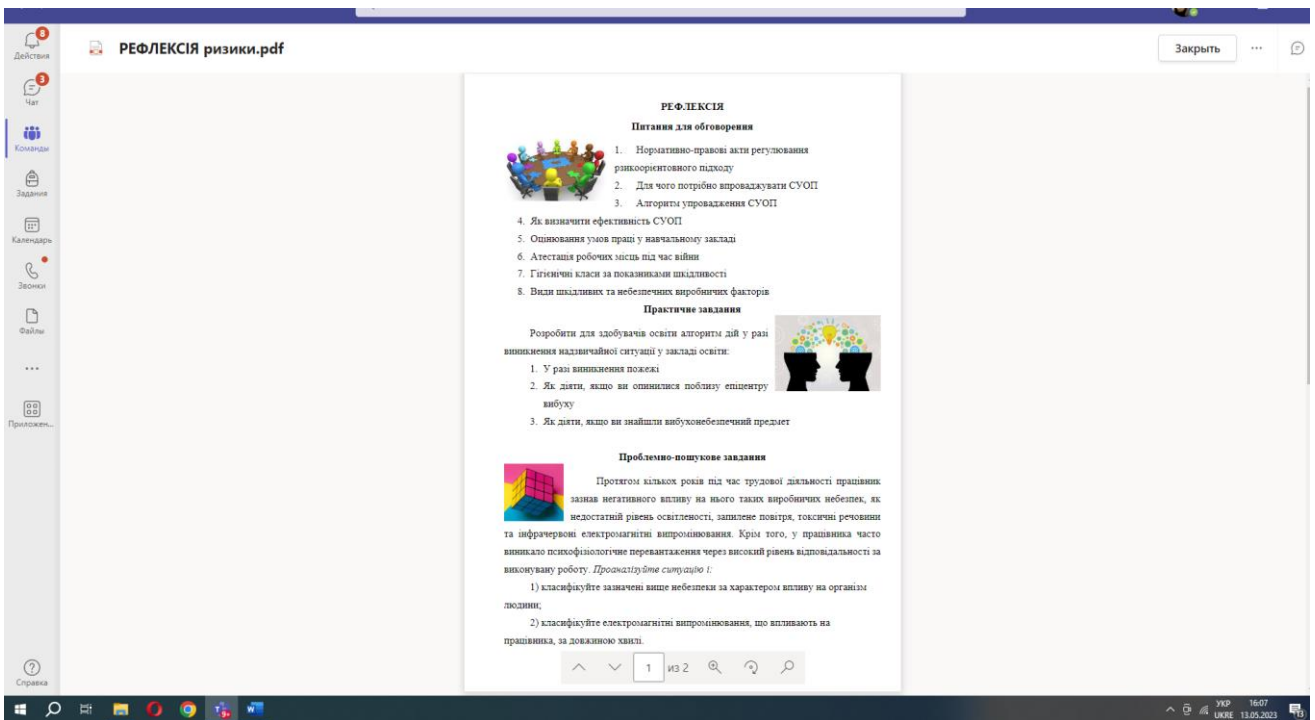 8
Действия
РЕФЛЕКСІЯ ризики.pdf
Закрыть
3
Чат
Команды
Задания
Календарь
Звонки
Файлы
Приложен...
Справка
РЕФЛЕКСІЯ
Питання для обговорення
1. Нормативно-правові акти регулювання
ризикоорієнтовного підходу
2. Для чого потрібно впроваджувати СУОП
3. Алгоритм упровадження СУОП
4. Як визначити ефективність СУОП
5. Оцінювання умов праці у навчальному закладі
6. Атестація робочих місць під час війни
7. Гігієнічні класи за показниками шкідливості
8. Види шкідливих та небезпечних виробничих факторів
Практичне завдання
Розробити для здобувачів освіти алгоритм дій у разі
виникнення надзвичайної ситуації у закладі освіти:
1. У разі виникнення пожежі
2. Як діяти, якщо ви опинилися поблизу епіцентру
вибуху
3. Як діяти, якщо ви знайшли вибухонебезпечний предмет
Проблемно-пошукове завдання
Протягом кількох років під час трудової діяльності працівник
зазнав негативного впливу на нього таких виробничих небезпек, як
недостатній рівень освітленості, запилене повітря, токсичні речовини
та інфрачервоні електромагнітні випромінювання. Крім того, у працівника часто
виникало психофізіологічне перевантаження через високий рівень відповідальності за
виконувану роботу. Проаналізуйте ситуацію і:
1) класифікуйте зазначені вище небезпеки за характером впливу на організм
людини;
2) класифікуйте електромагнітні випромінювання, що впливають на
працівника, за довжиною хвилі.
1 из 2
УКР 16:07
UKRE 13.05.2023